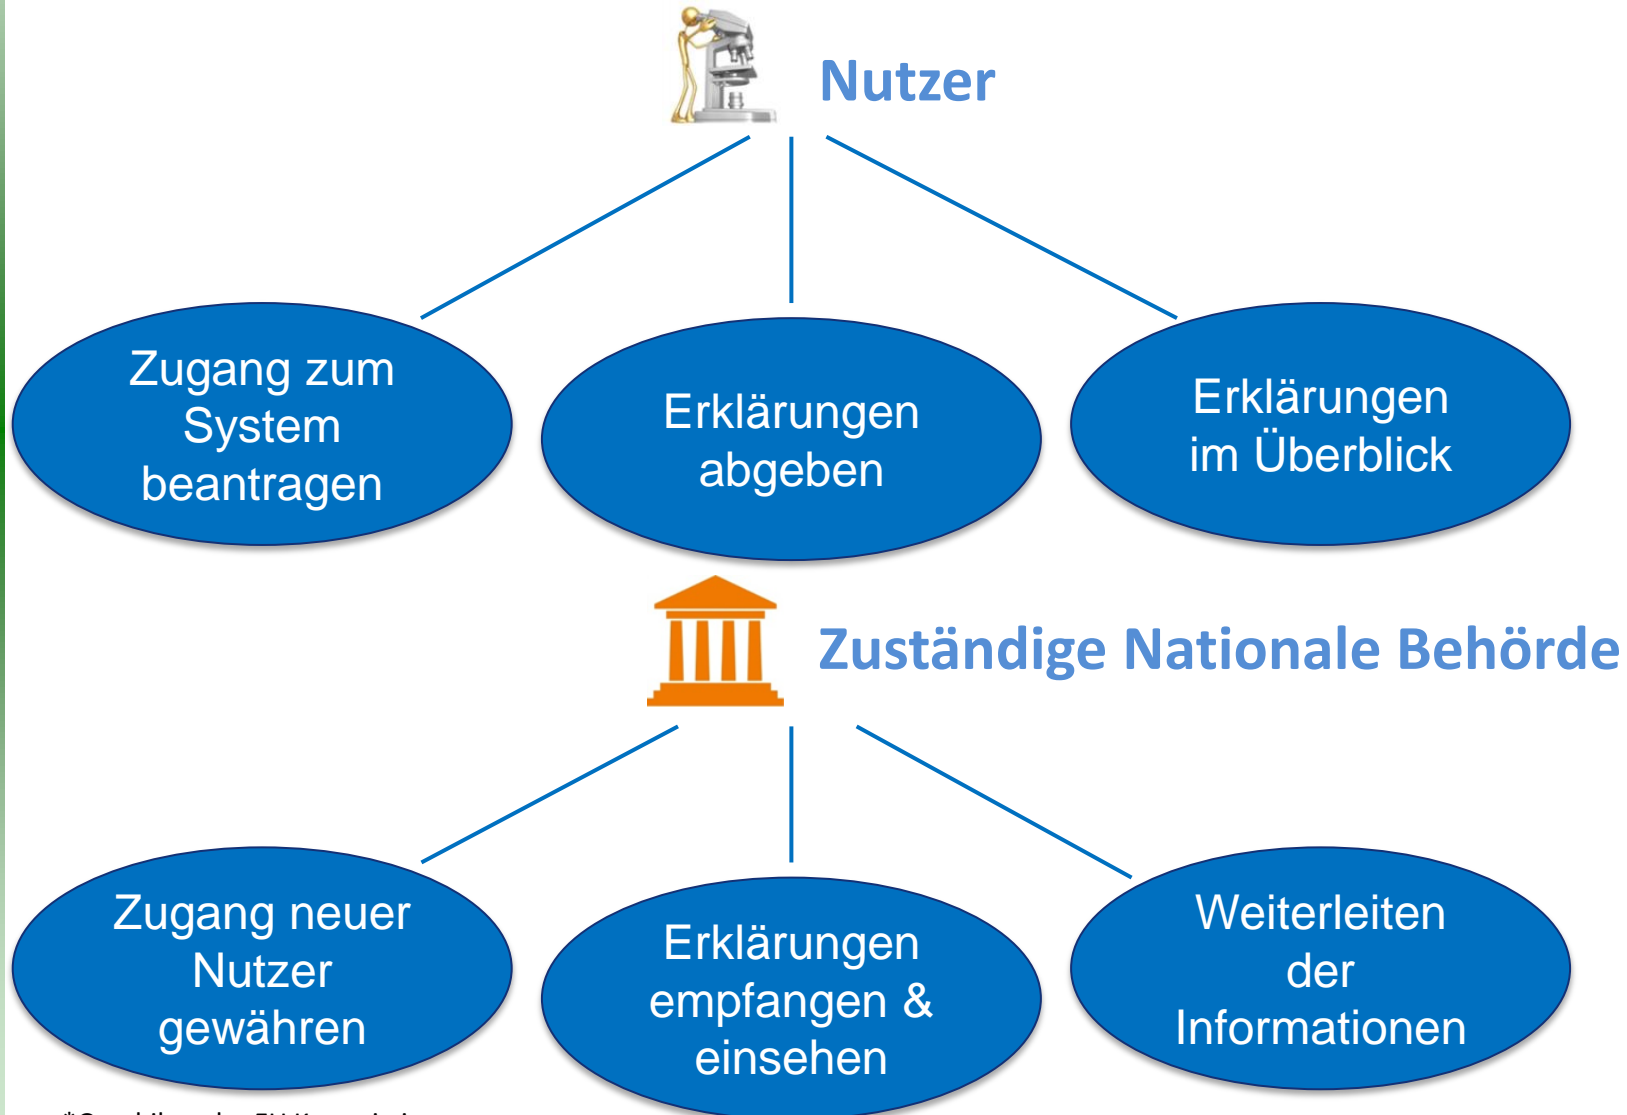 Nutzer
Zugang zum
System
beantragen
Erklärungen
abgeben
Erklärungen
im Überblick
Zuständige Nationale Behörde
Zugang neuer
Nutzer
gewähren
Erklärungen
empfangen &
einsehen
Weiterleiten
der
Informationen